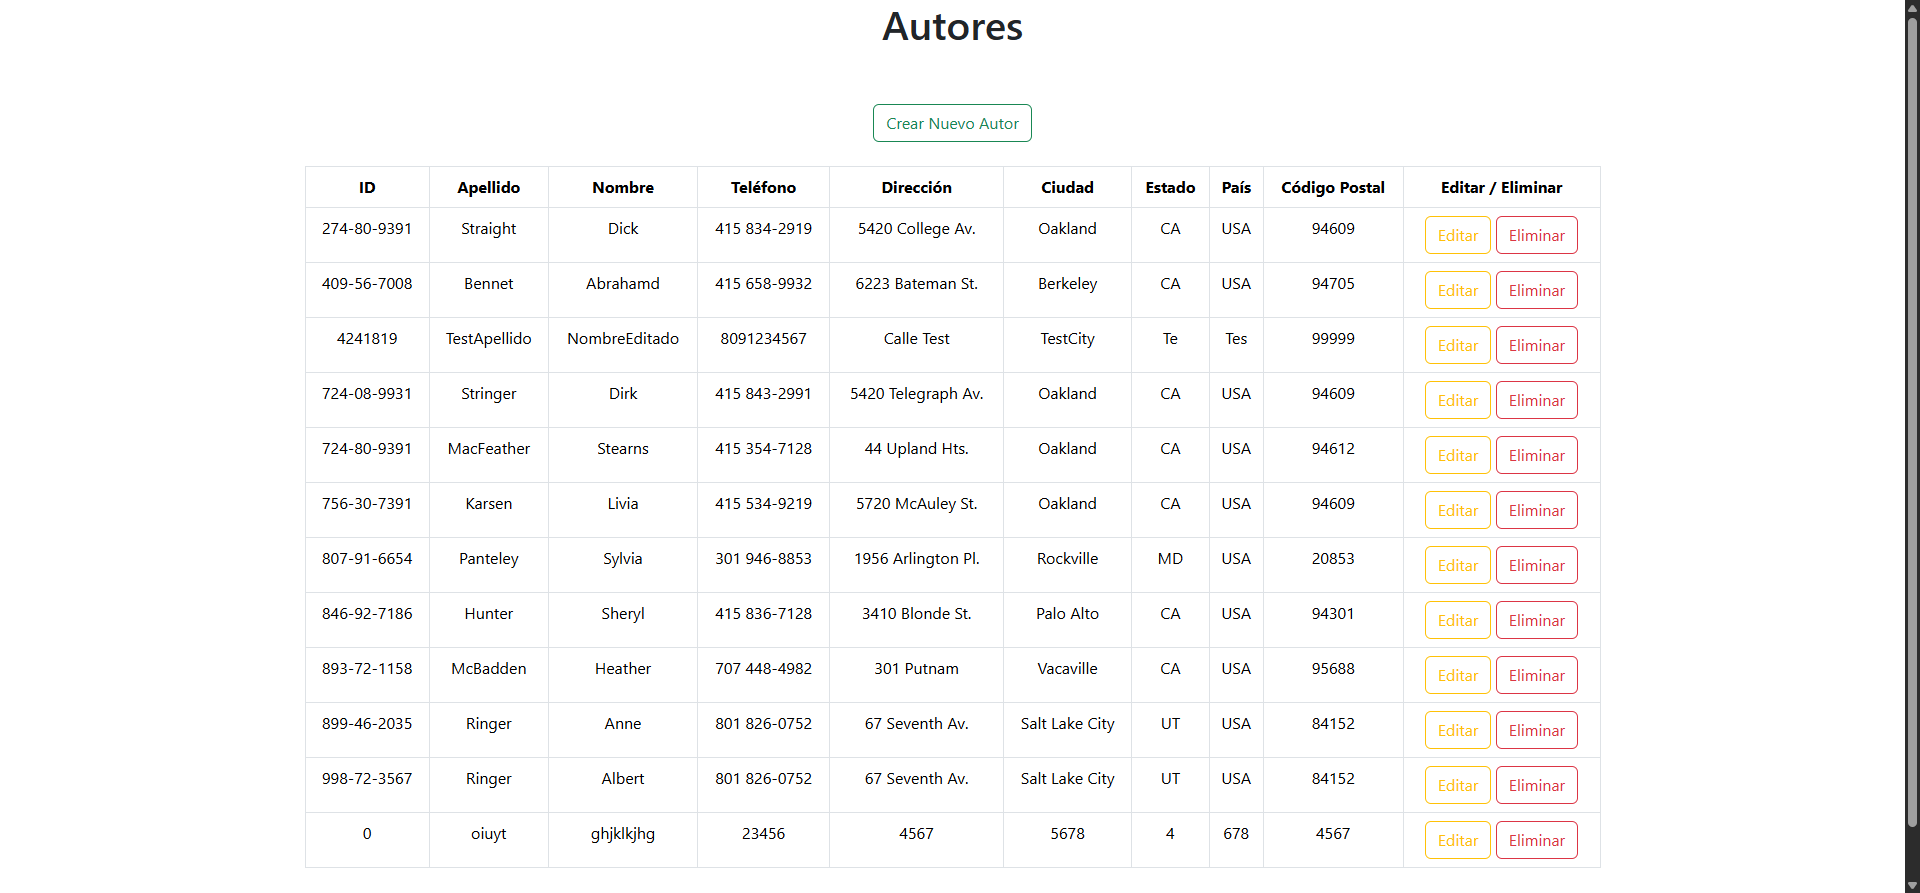 Autores
Crear Nuevo Autor
ID Apellido Nombre Teléfono Dirección Ciudad Estado País Código Postal Editar / Eliminar
274-80-9391 Straight Dick 415 834-2919 5420 College Av. Oakland CA USA 94609 Editar Eliminar
409-56-7008 Bennet Abrahamd 415 658-9932 6223 Bateman St. Berkeley CA USA 94705 Editar Eliminar
4241819 TestApellido NombreEditado 8091234567 Calle Test TestCity Te Tes 99999 Editar Eliminar
724-08-9931 Stringer Dirk 415 843-2991 5420 Telegraph Av. Oakland CA USA 94609 Editar Eliminar
724-80-9391 MacFeather Stearns 415 354-7128 44 Upland Hts. Oakland CA USA 94612 Editar Eliminar
756-30-7391 Karsen Livia 415 534-9219 5720 McAuley St. Oakland CA USA 94609 Editar Eliminar
807-91-6654 Panteley Sylvia 301 946-8853 1956 Arlington Pl. Rockville MD USA 20853 Editar Eliminar
846-92-7186 Hunter Sheryl 415 836-7128 3410 Blonde St. Palo Alto CA USA 94301 Editar Eliminar
893-72-1158 McBadden Heather 707 448-4982 301 Putnam Vacaville CA USA 95688 Editar Eliminar
899-46-2035 Ringer Anne 801 826-0752 67 Seventh Av. Salt Lake City UT USA 84152 Editar Eliminar
998-72-3567 Ringer Albert 801 826-0752 67 Seventh Av. Salt Lake City UT USA 84152 Editar Eliminar
0 oiuyt ghjklkjhg 23456 4567 5678 4 678 4567 Editar Eliminar